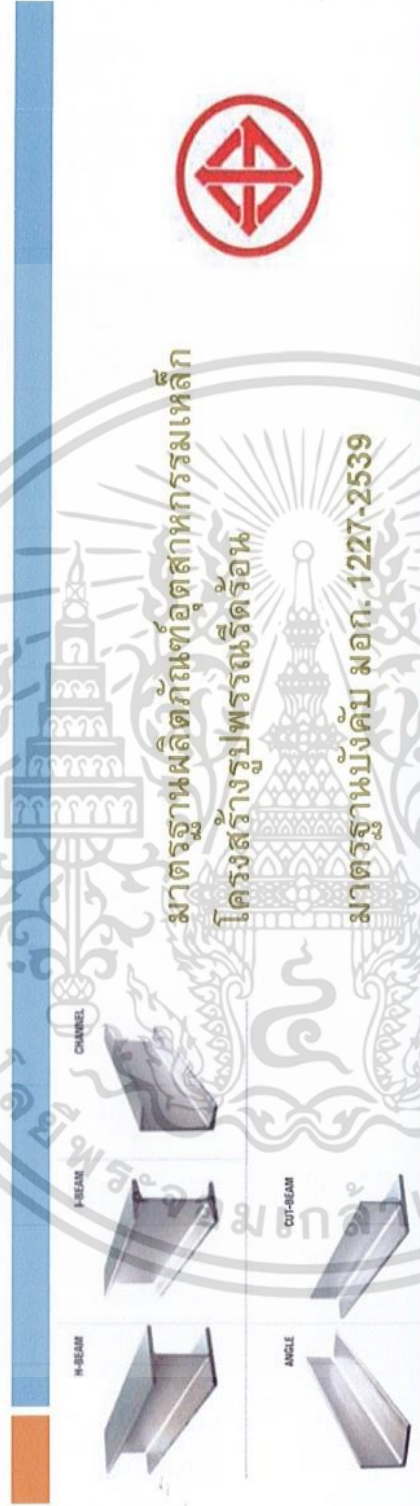 มาตรฐานผลิตภัณฑ์อุตสาหกรรมเหล็ก
โครงสร้างรูปพรรณรีดร้อน
มาตรฐานบังคับ มอก. 1227-2539
H-BEAM
I-BEAM
CHANNEL
ANGLE
CUT-BEAM